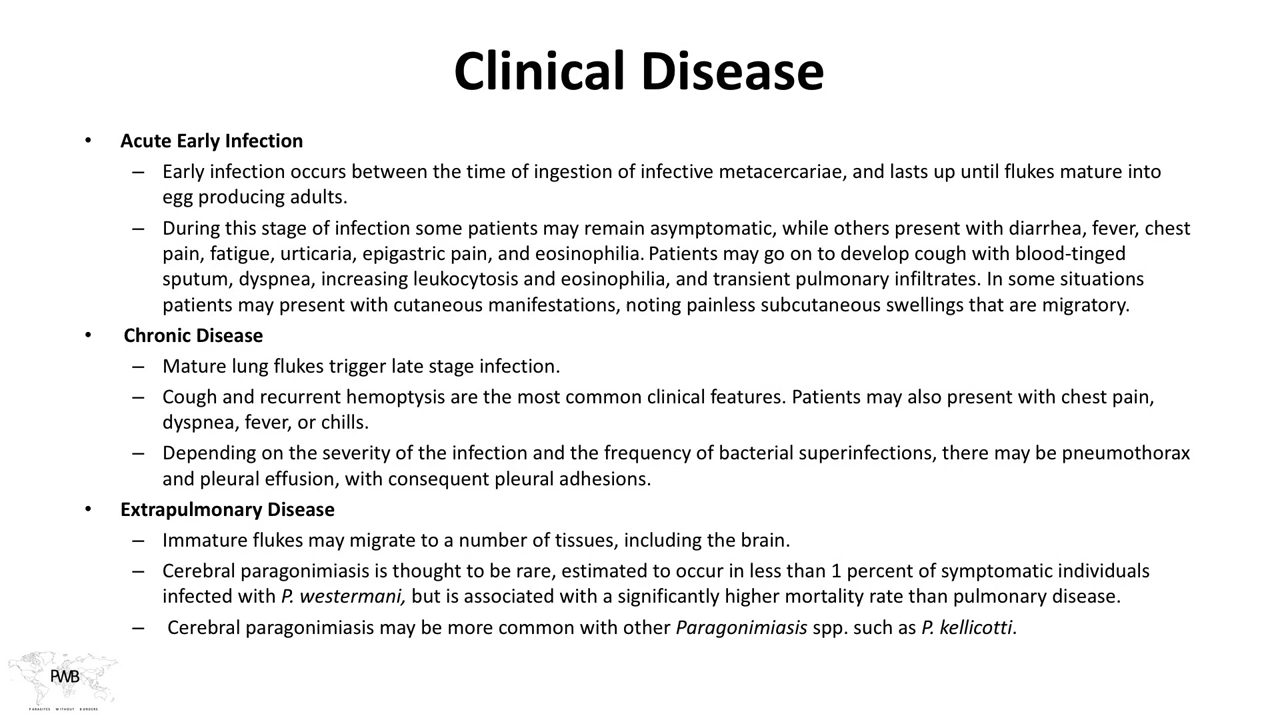 Clinical Disease
• Acute Early Infection
– Early infection occurs between the time of ingestion of infective metacercariae, and lasts up until flukes mature into
egg producing adults.
– During this stage of infection some patients may remain asymptomatic, while others present with diarrhea, fever, chest
pain, fatigue, urticaria, epigastric pain, and eosinophilia. Patients may go on to develop cough with blood-tinged
sputum, dyspnea, increasing leukocytosis and eosinophilia, and transient pulmonary infiltrates. In some situations
patients may present with cutaneous manifestations, noting painless subcutaneous swellings that are migratory.
• Chronic Disease
– Mature lung flukes trigger late stage infection.
– Cough and recurrent hemoptysis are the most common clinical features. Patients may also present with chest pain,
dyspnea, fever, or chills.
– Depending on the severity of the infection and the frequency of bacterial superinfections, there may be pneumothorax
and pleural effusion, with consequent pleural adhesions.
• Extrapulmonary Disease
– Immature flukes may migrate to a number of tissues, including the brain.
– Cerebral paragonimiasis is thought to be rare, estimated to occur in less than 1 percent of symptomatic individuals
infected with P. westermani, but is associated with a significantly higher mortality rate than pulmonary disease.
– Cerebral paragonimiasis may be more common with other Paragonimiasis spp. such as P. kellicotti.
PWB
PARASITES WITHOUT BORDERS